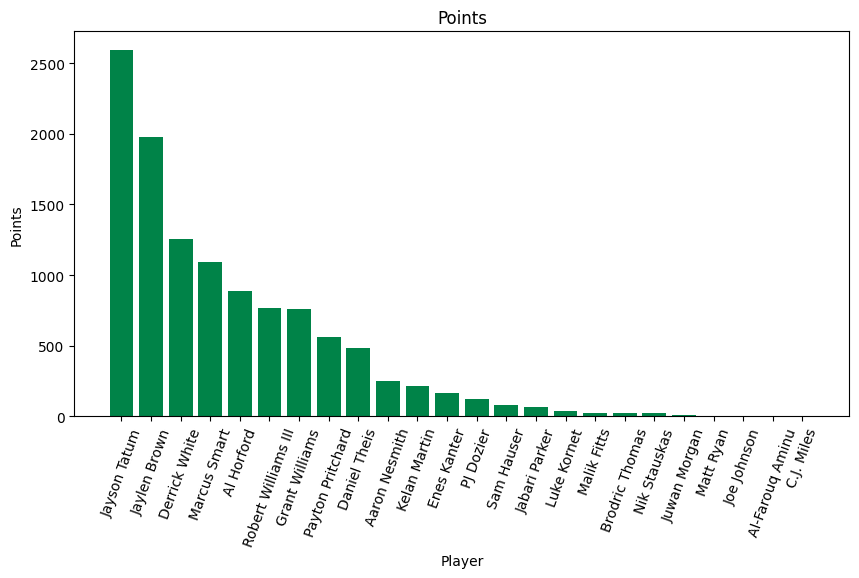 Points
Points
2500
2000
1500
1000
500
0
Jayson Tatum
Jaylen Brown
Derrick White
Marcus Smart
Al Horford
Robert Williams III
Grant Williams
Payton Pritchard
Daniel Theis
Aaron Nesmith
Kelan Martin
Enes Kanter
PJ Dozier
Sam Hauser
Jabari Parker
Luke Kornet
Malik Fitts
Brodric Thomas
Nik Stauskas
Juwan Morgan
Matt Ryan
Joe Johnson
Al-Farouq Aminu
C.J. Miles
Player